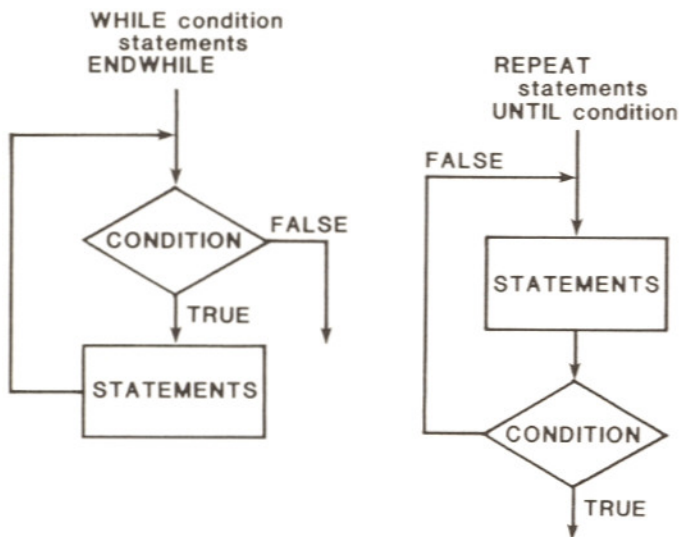 WHILE condition
statements
ENDWHILE
CONDITION
FALSE
TRUE
STATEMENTS
REPEAT
statements
UNTIL condition
FALSE
STATEMENTS
CONDITION
TRUE